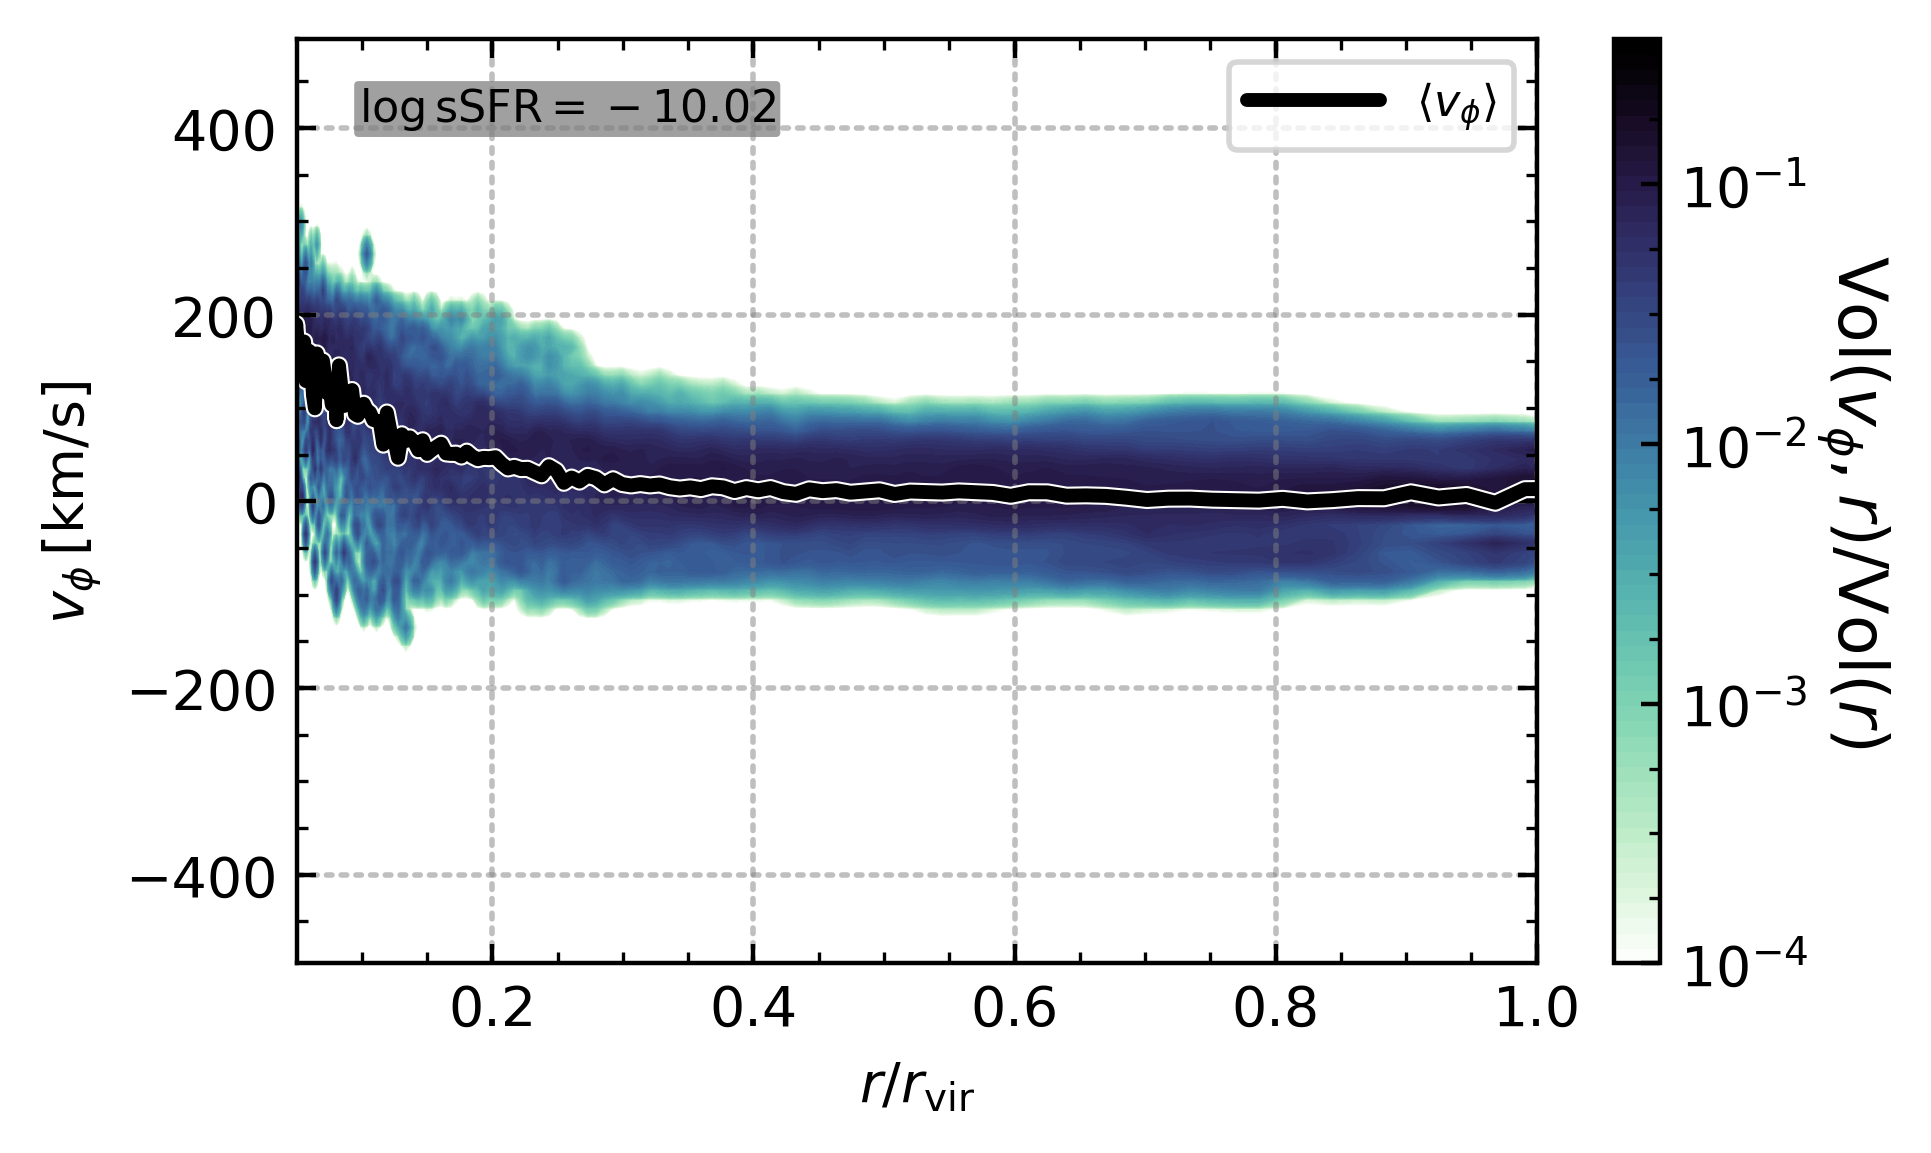 log sSFR = − 10.02
⟨v_ϕ⟩
400
200
0
−200
−400
v_ϕ [km/s]
0.2 0.4 0.6 0.8 1.0
r/r_vir
10⁻¹
10⁻²
10⁻³
10⁻⁴
Vol(v_ϕ, r)/Vol(r)